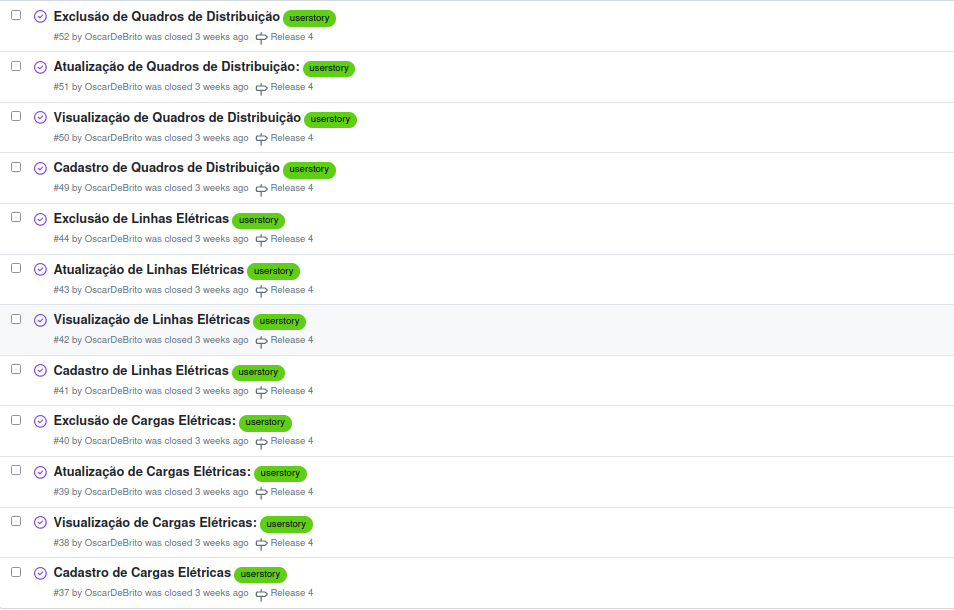 Exclusão de Quadros de Distribuição userstory
#52 by OscarDeBrito was closed 3 weeks ago Release 4
Atualização de Quadros de Distribuição: userstory
#51 by OscarDeBrito was closed 3 weeks ago Release 4
Visualização de Quadros de Distribuição userstory
#50 by OscarDeBrito was closed 3 weeks ago Release 4
Cadastro de Quadros de Distribuição userstory
#49 by OscarDeBrito was closed 3 weeks ago Release 4
Exclusão de Linhas Elétricas userstory
#44 by OscarDeBrito was closed 3 weeks ago Release 4
Atualização de Linhas Elétricas userstory
#43 by OscarDeBrito was closed 3 weeks ago Release 4
Visualização de Linhas Elétricas userstory
#42 by OscarDeBrito was closed 3 weeks ago Release 4
Cadastro de Linhas Elétricas userstory
#41 by OscarDeBrito was closed 3 weeks ago Release 4
Exclusão de Cargas Elétricas: userstory
#40 by OscarDeBrito was closed 3 weeks ago Release 4
Atualização de Cargas Elétricas: userstory
#39 by OscarDeBrito was closed 3 weeks ago Release 4
Visualização de Cargas Elétricas: userstory
#38 by OscarDeBrito was closed 3 weeks ago Release 4
Cadastro de Cargas Elétricas userstory
#37 by OscarDeBrito was closed 3 weeks ago Release 4